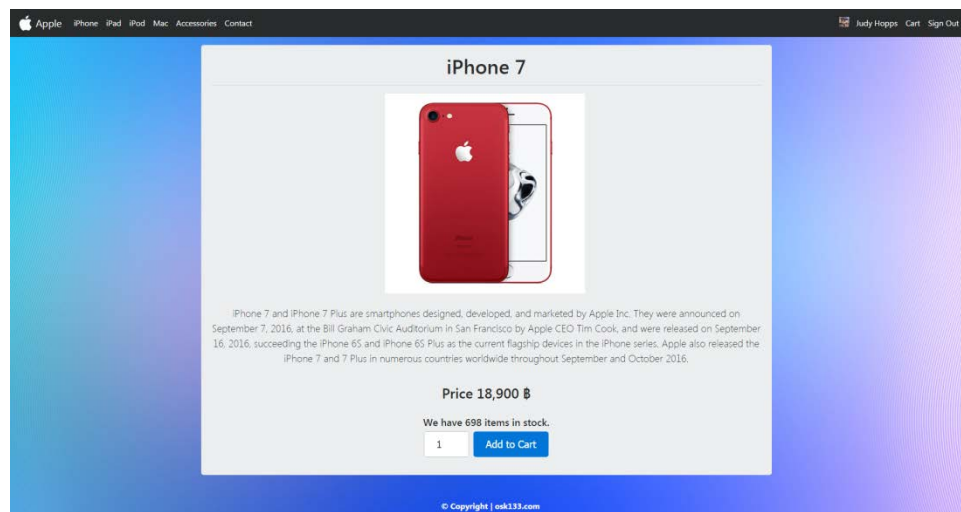 Apple iPhone iPad iPod Mac Accessories Contact Judy Hopps Cart Sign Out
iPhone 7
iPhone 7 and iPhone 7 Plus are smartphones designed, developed, and marketed by Apple Inc. They were announced on
September 7, 2016, at the Bill Graham Civic Auditorium in San Francisco by Apple CEO Tim Cook, and were released on September
16, 2016, succeeding the iPhone 6S and iPhone 6S Plus as the current flagship devices in the iPhone series. Apple also released the
iPhone 7 and 7 Plus in numerous countries worldwide throughout September and October 2016.
Price 18,900 ฿
We have 698 items in stock.
1 Add to Cart
© Copyright | osk133.com